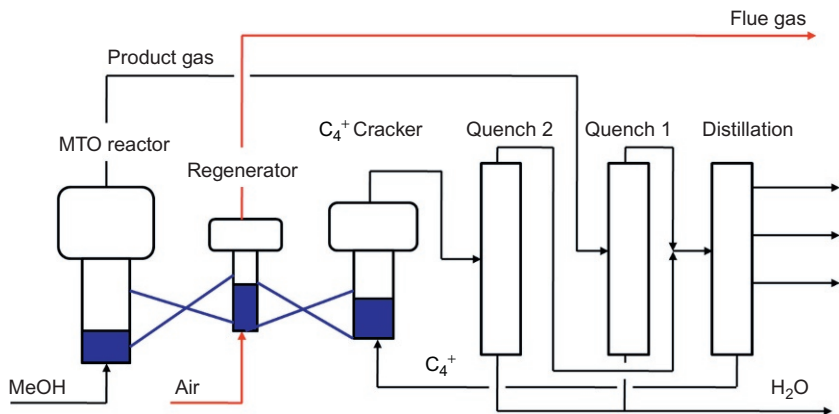 Flue gas
Product gas
C₄⁺ Cracker
Quench 2
Quench 1
Distillation
MTO reactor
Regenerator
MeOH
Air
C₄⁺
H₂O